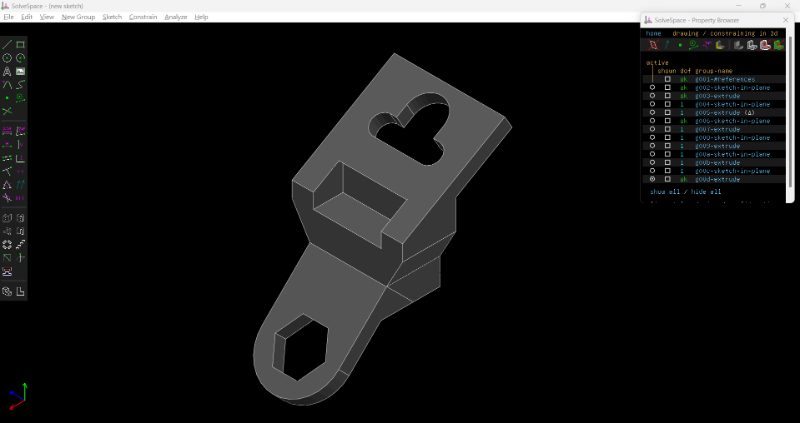 SolveSpace - (new sketch)
File Edit View New Group Sketch Constrain Analyze Help
SolveSpace - Property Browser
home drawing / constraining in 3d
active
shown dof group-name
ok g001-#references
ok g002-sketch-in-plane
ok g003-extrude
1 g004-sketch-in-plane
1 g005-extrude (Δ)
ok g006-sketch-in-plane
1 g007-extrude
1 g008-sketch-in-plane
1 g009-extrude
1 g00a-sketch-in-plane
1 g00b-extrude
1 g00c-sketch-in-plane
ok g00d-extrude
show all / hide all